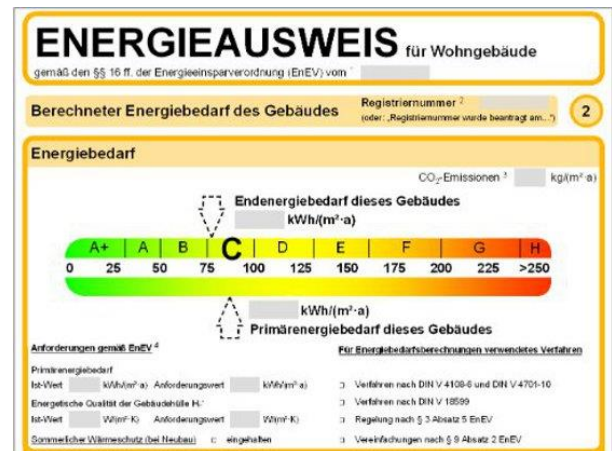 ENERGIEAUSWEIS für Wohngebäude
gemäß den §§ 16 ff. der Energieeinsparverordnung (EnEV) vom ¹
Berechneter Energiebedarf des Gebäudes
Registriernummer ²
(oder: „Registriernummer wurde beantragt am...")
2
Energiebedarf
CO₂-Emissionen ³ kg/(m²·a)
Endenergiebedarf dieses Gebäudes
kWh/(m²·a)
A+ A B C D E F G H
0 25 50 75 100 125 150 175 200 225 >250
kWh/(m²·a)
Primärenergiebedarf dieses Gebäudes
Anforderungen gemäß EnEV ⁴
Primärenergiebedarf
Ist-Wert kWh/(m²·a) Anforderungswert kWh/(m²·a)
Energetische Qualität der Gebäudehülle Hₜ'
Ist-Wert W/(m²·K) Anforderungswert W/(m²·K)
Sommerlicher Wärmeschutz (bei Neubau) □ eingehalten
Für Energiebedarfsberechnungen verwendetes Verfahren
□ Verfahren nach DIN V 4108-6 und DIN V 4701-10
□ Verfahren nach DIN V 18599
□ Regelung nach § 3 Absatz 5 EnEV
□ Vereinfachungen nach § 9 Absatz 2 EnEV